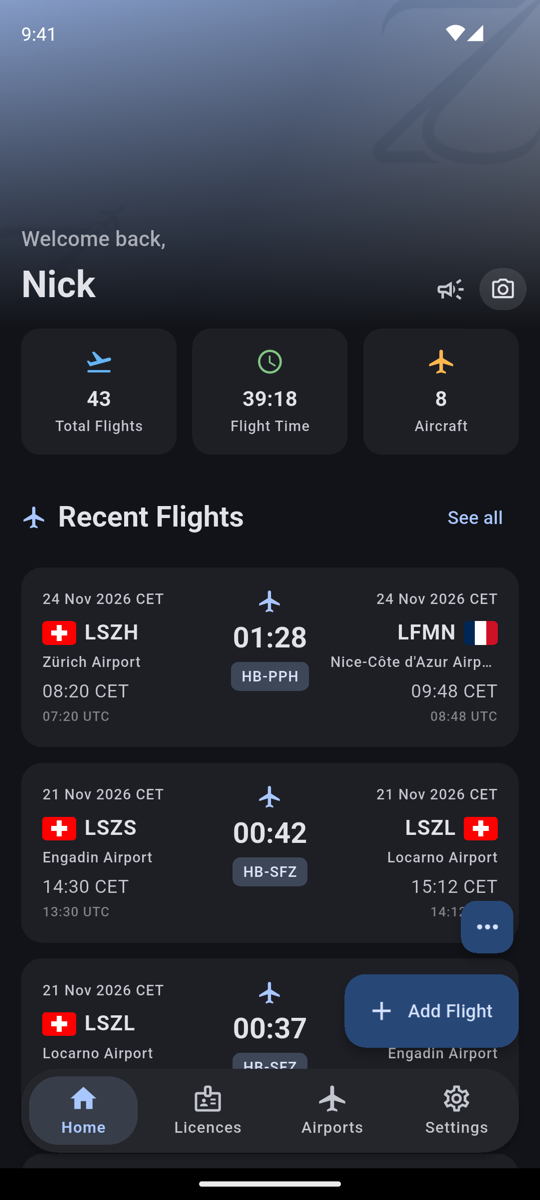 9:41
Welcome back,
Nick
43
Total Flights
39:18
Flight Time
8
Aircraft
Recent Flights
See all
24 Nov 2026 CET
24 Nov 2026 CET
LSZH
01:28
LFMN
Zürich Airport
HB-PPH
Nice-Côte d'Azur Airp...
08:20 CET
09:48 CET
07:20 UTC
08:48 UTC
21 Nov 2026 CET
21 Nov 2026 CET
LSZS
00:42
LSZL
Engadin Airport
HB-SFZ
Locarno Airport
14:30 CET
15:12 CET
13:30 UTC
21 Nov 2026 CET
LSZL
00:37
Add Flight
Locarno Airport
HB-SFZ
Engadin Airport
Home
Licences
Airports
Settings